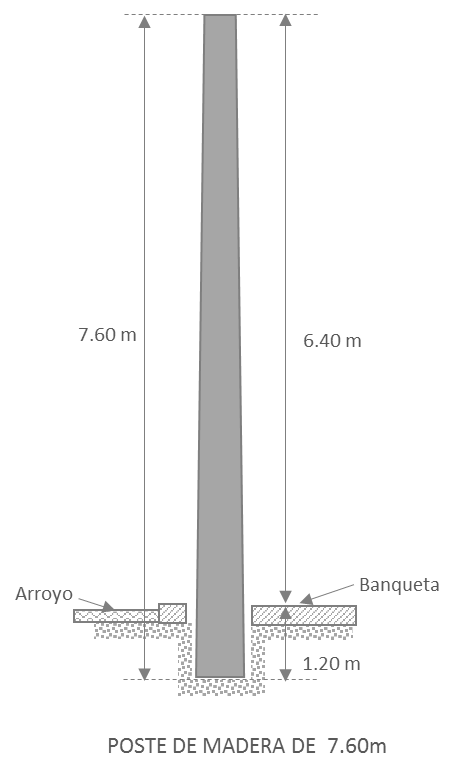 7.60 m
6.40 m
Arroyo
Banqueta
1.20 m
POSTE DE MADERA DE 7.60m